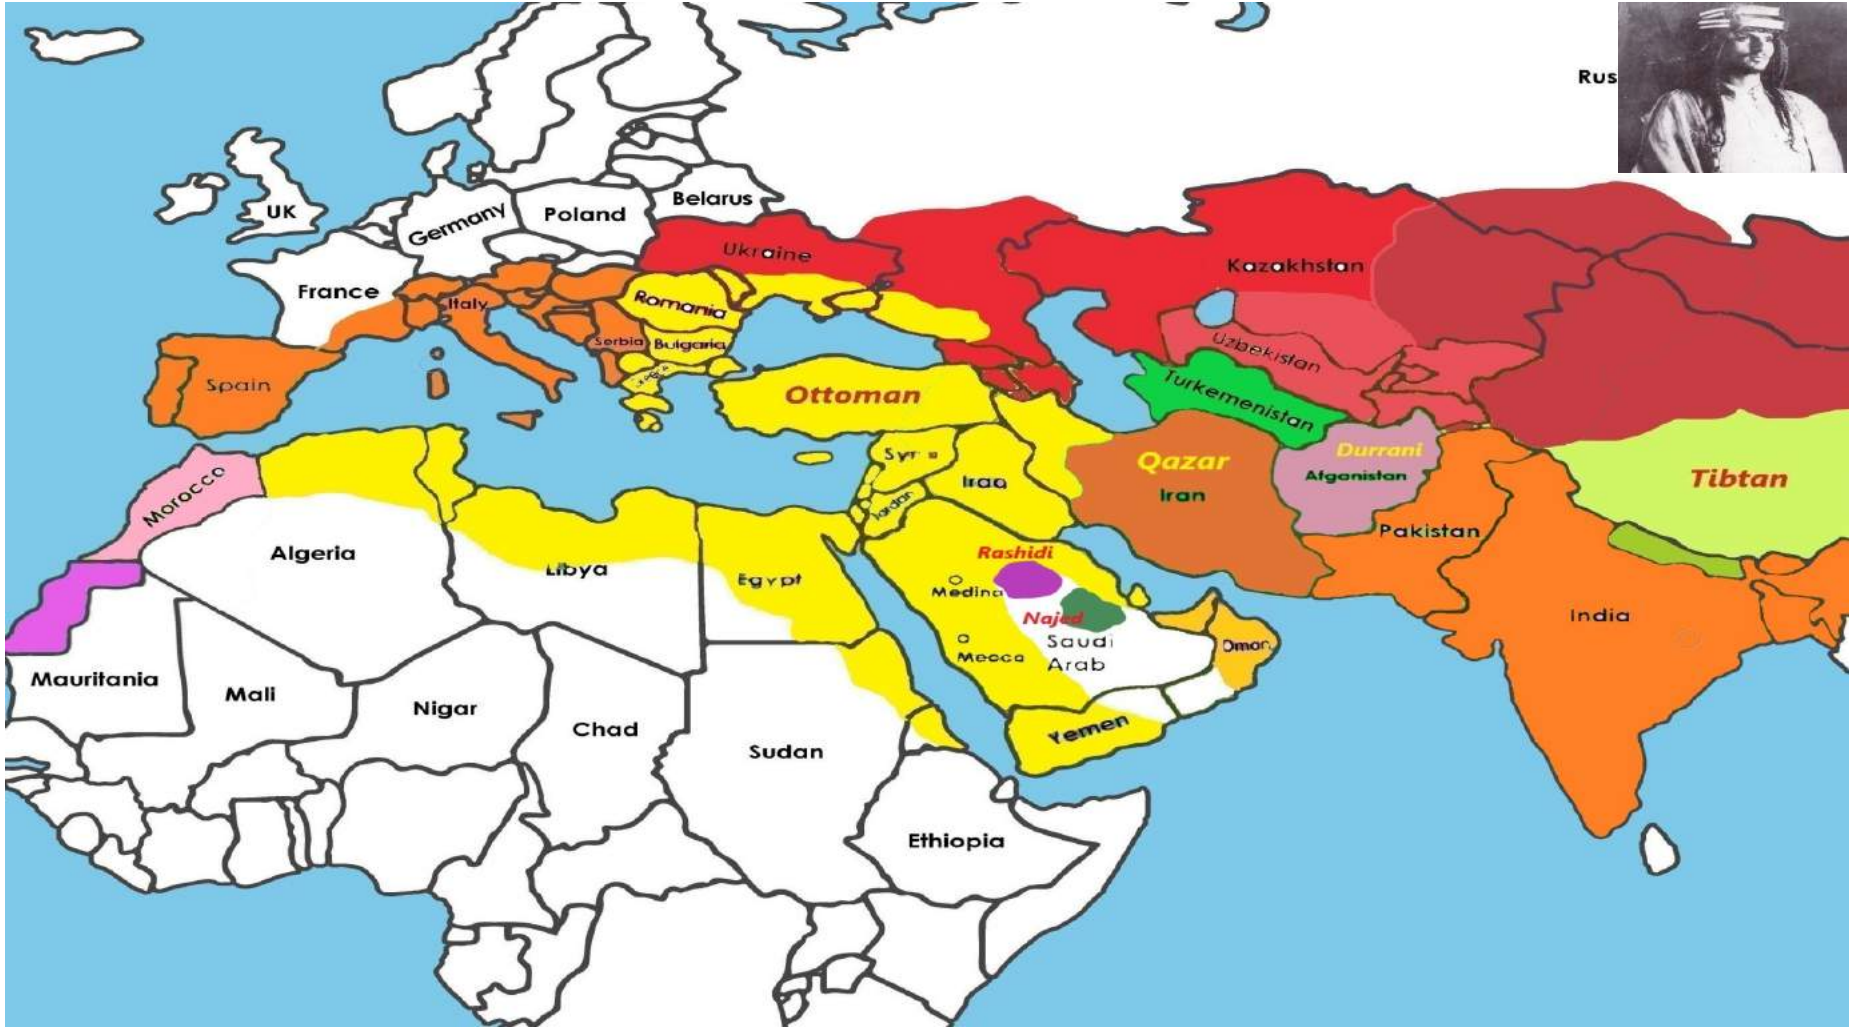 Rus
Belarus
UK
Germany
Poland
Ukraine
Kazakhstan
France
Italy
Romania
Serbia
Bulgaria
Uzbekistan
Spain
Ottoman
Turkemenistan
Syria
Qazar
Durrani
Iraq
Iran
Afganistan
Tibtan
Morocco
Jordan
Pakistan
Algeria
Rashidi
Libya
Egypt
Medina
Najed
India
Saudi
Arab
Oman
Mecca
Mauritania
Mali
Nigar
Chad
Yemen
Sudan
Ethiopia